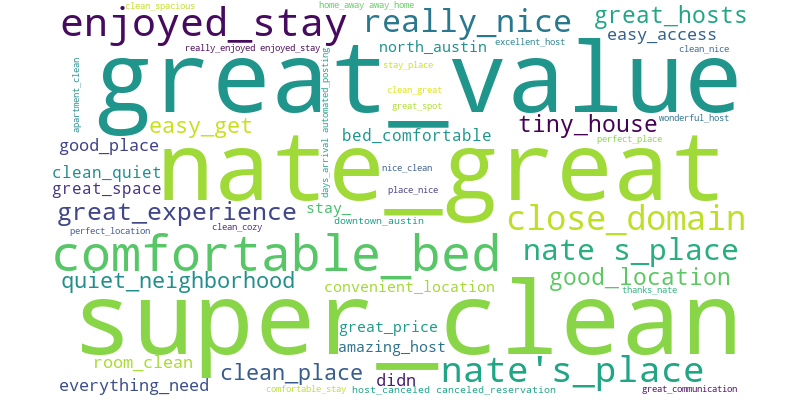 clean_spacious
home_away away_home
enjoyed_stay
really_nice
great_hosts
easy_access
really_enjoyed enjoyed_stay
north_austin
excellent_host
clean_nice
great_value
apartment_clean
stay_place
clean_great
great_spot
days_arrival automated_posting
easy_get
bed_comfortable
tiny_house
wonderful_host
good_place
perfect_place
nate_great
clean_quiet
nice_clean
great_space
place_nice
great_experience
stay_
close_domain
downtown_austin
perfect_location
clean_cozy
comfortable_bed
nate s_place
quiet_neighborhood
convenient_location
good_location
thanks_nate
super_clean
great_price
amazing_host
room_clean
clean_place
didn
nate's_place
everything_need
comfortable_stay
host_canceled canceled_reservation
great_communication